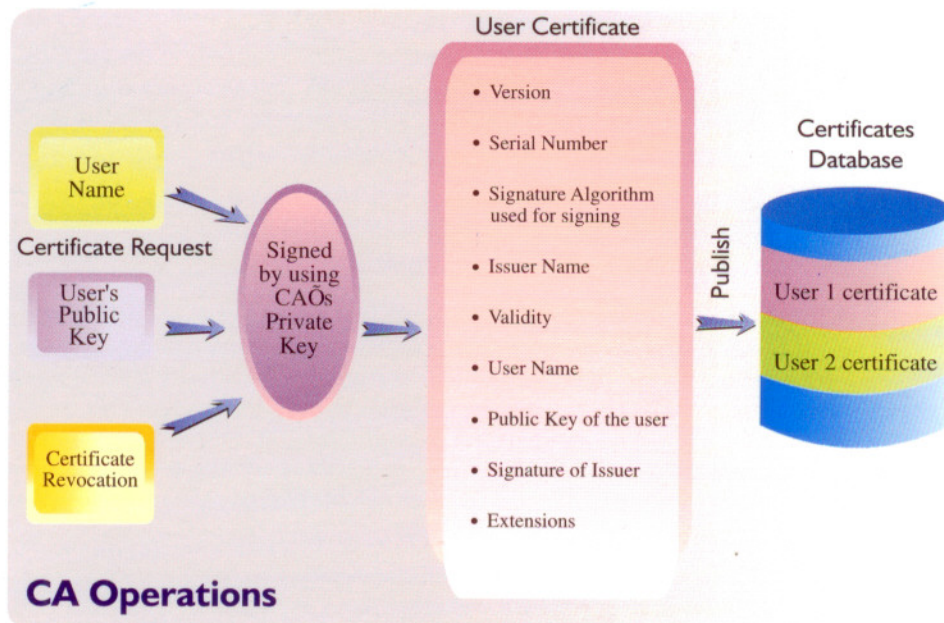 User Certificate
• Version
• Serial Number
• Signature Algorithm
used for signing
• Issuer Name
• Validity
• User Name
• Public Key of the user
• Signature of Issuer
• Extensions
User
Name
Certificate Request
User's
Public
Key
Certificate
Revocation
Signed
by using
CAÕs
Private
Key
Publish
Certificates
Database
User 1 certificate
User 2 certificate
CA Operations